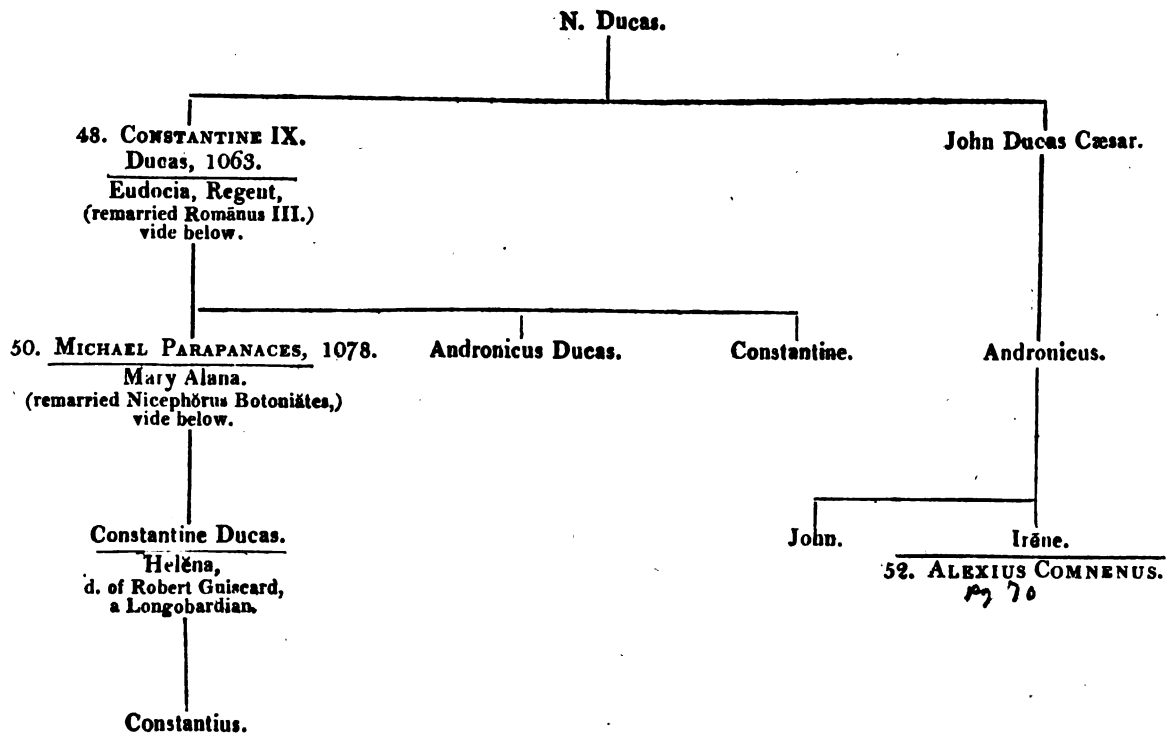 N. Ducas.
48. CONSTANTINE IX.
Ducas, 1063.
Eudocia, Regent,
(remarried Romānus III.)
vide below.
John Ducas Cæsar.
50. MICHAEL PARAPANACES, 1078.
Mary Alana.
(remarried Nicephŏrus Botoniātes,)
vide below.
Andronicus Ducas.
Constantine.
Andronicus.
Constantine Ducas.
Helĕna,
d. of Robert Guiscard,
a Longobardian.
John.
Irēne.
52. ALEXIUS COMNENUS.
pg 70
Constantius.